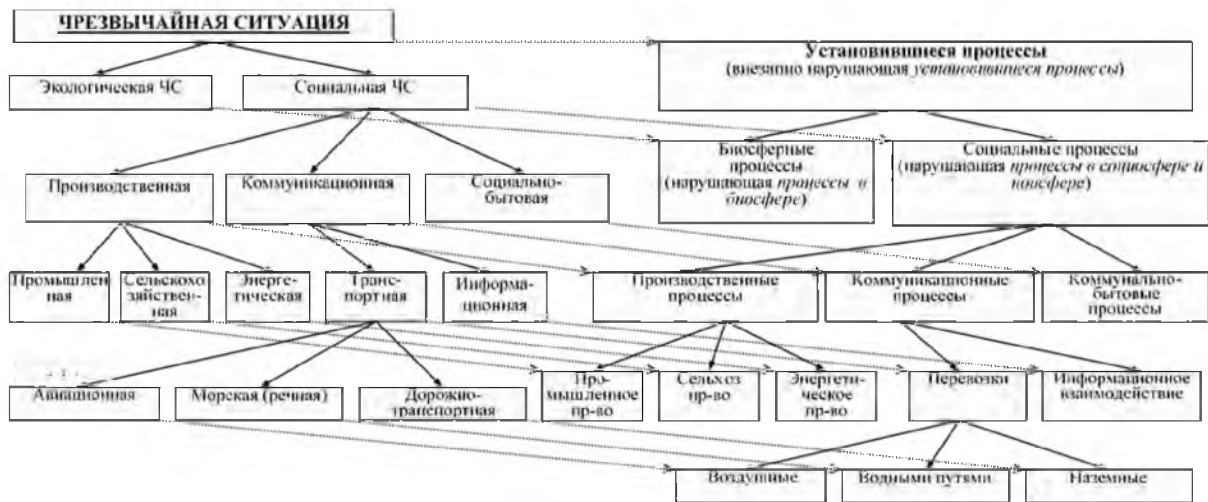 ЧРЕЗВЫЧАЙНАЯ СИТУАЦИЯ
Установившиеся процессы
(внезапно нарушающая установившиеся процессы)
Экологическая ЧС
Социальная ЧС
Биосферные
процессы
(нарушающая процессы в
биосфере)
Социальные процессы
(нарушающая процессы в социосфере и
ноосфере)
Производственная
Коммуникационная
Социально-
бытовая
Промышлен
ная
Сельскохо
зяйствен-
ная
Энерге-
тическая
Транс-
портная
Информа-
ционная
Производственные
процессы
Коммуникационные
процессы
Коммунально-
бытовые
процессы
Авиационная
Морская (речная)
Дорожно-
транспортная
Про-
мышленное
пр-во
Сельхоз
пр-во
Энергети-
ческое
пр-во
Перевозки
Информационное
взаимодействие
Воздушные
Водными путями
Наземные